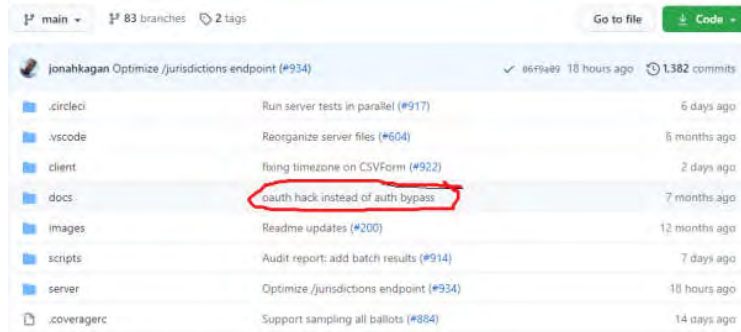 main 83 branches 2 tags Go to file Code
jonahkagan Optimize /jurisdictions endpoint (#934) 86f9a89 18 hours ago 1,382 commits
.circleci Run server tests in parallel (#917) 6 days ago
.vscode Reorganize server files (#604) 6 months ago
client fixing timezone on CSVForm (#922) 2 days ago
docs oauth hack instead of auth bypass 7 months ago
images Readme updates (#200) 12 months ago
scripts Audit report: add batch results (#914) 7 days ago
server Optimize /jurisdictions endpoint (#934) 18 hours ago
.coveragerc Support sampling all ballots (#884) 14 days ago